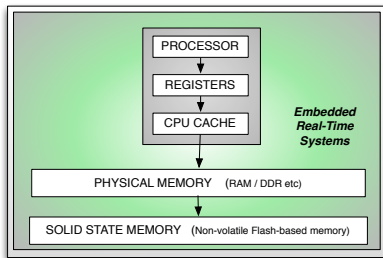 PROCESSOR
REGISTERS
CPU CACHE
Embedded
Real-Time
Systems
PHYSICAL MEMORY (RAM / DDR etc)
SOLID STATE MEMORY (Non-volatile Flash-based memory)